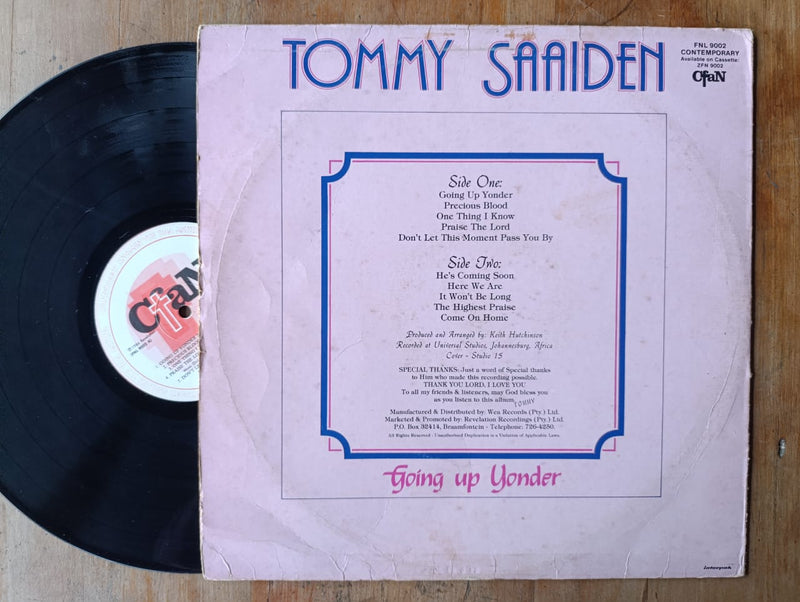 TOMMY SAAIDEN
FNL 9002
CONTEMPORARY
Available on Cassette:
ZFN 9002
CfaN
Side One:
Going Up Yonder
Precious Blood
One Thing I Know
Praise The Lord
Don't Let This Moment Pass You By
Side Two:
He's Coming Soon
Here We Are
It Won't Be Long
The Highest Praise
Come On Home
Produced and Arranged by: Keith Hutchinson
Recorded at Universal Studios, Johannesburg, Africa
Cover - Studio 15
SPECIAL THANKS: Just a word of Special thanks
to Him who made this recording possible.
THANK YOU LORD, I LOVE YOU
To all my friends & listeners, may God bless you
as you listen to this album
TOMMY
Manufactured & Distributed by: Wea Records (Pty.) Ltd.
Marketed & Promoted by: Revelation Recordings (Pty.) Ltd.
P.O. Box 32414, Braamfontein - Telephone: 726-4250.
All Rights Reserved - Unauthorised Duplication is a Violation of Applicable Laws.
Going up Yonder
CfaN